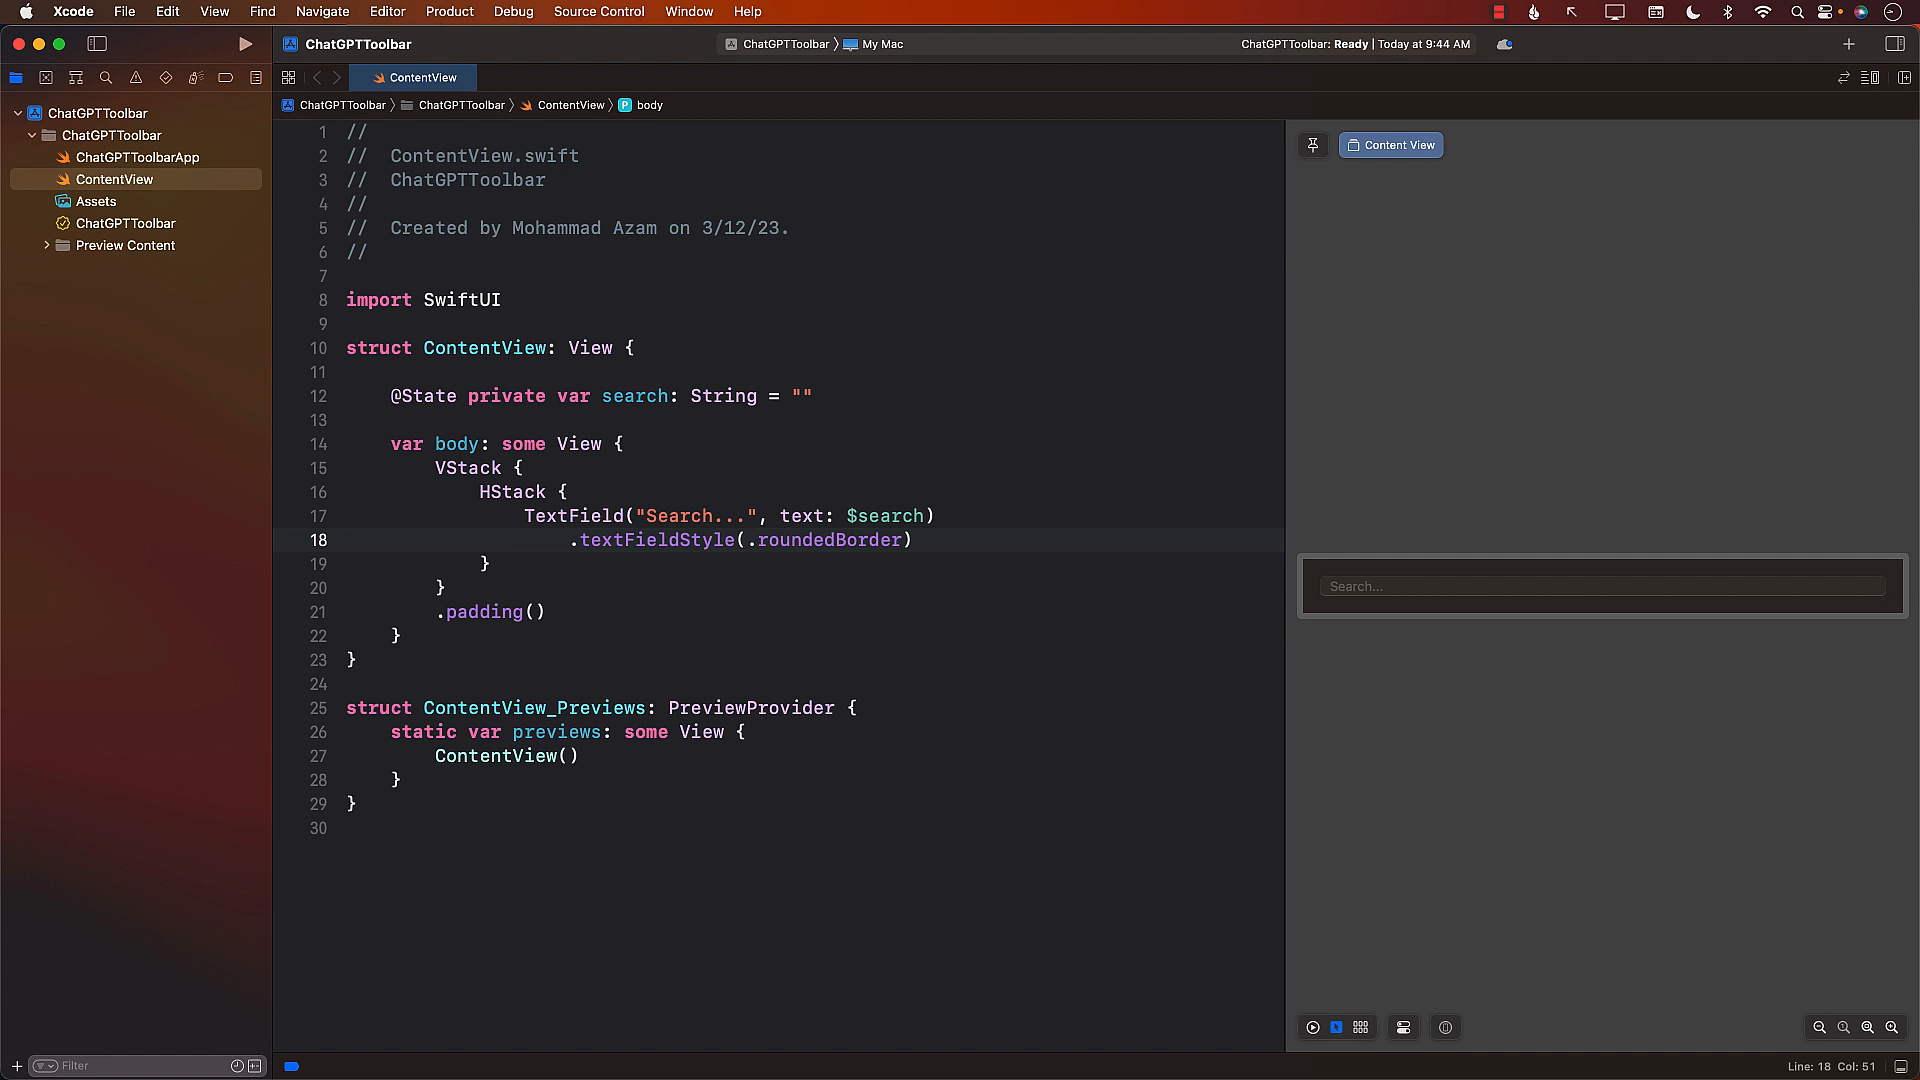 Xcode File Edit View Find Navigate Editor Product Debug Source Control Window Help
ChatGPTToolbar
ChatGPTToolbar 〉 My Mac
ChatGPTToolbar: Ready | Today at 9:44 AM
ContentView
ChatGPTToolbar 〉 ChatGPTToolbar 〉 ContentView 〉 P body
ChatGPTToolbar
ChatGPTToolbar
ChatGPTToolbarApp
ContentView
Assets
ChatGPTToolbar
Preview Content
1 //
2 //  ContentView.swift
3 //  ChatGPTToolbar
4 //
5 //  Created by Mohammad Azam on 3/12/23.
6 //
7
8 import SwiftUI
9
10 struct ContentView: View {
11
12     @State private var search: String = ""
13
14     var body: some View {
15         VStack {
16             HStack {
17                 TextField("Search...", text: $search)
18                     .textFieldStyle(.roundedBorder)
19             }
20         }
21         .padding()
22     }
23 }
24
25 struct ContentView_Previews: PreviewProvider {
26     static var previews: some View {
27         ContentView()
28     }
29 }
30
Content View
Search...
Filter
Line: 18 Col: 51